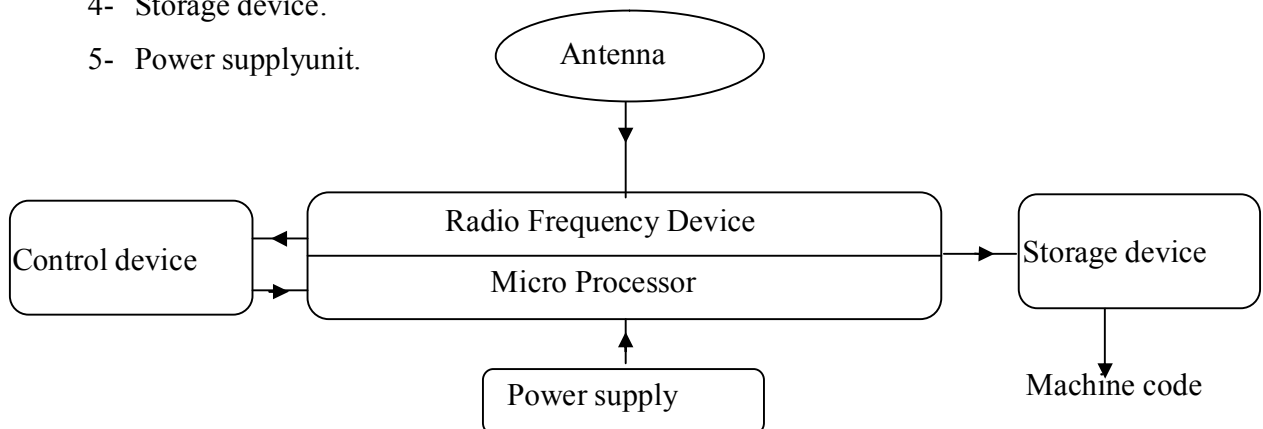 4- Storage device.
5- Power supplyunit.
Antenna
Radio Frequency Device
Control device
Storage device
Micro Processor
Machine code
Power supply